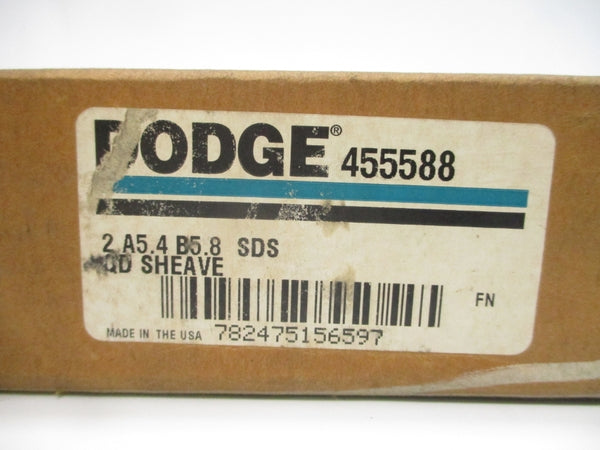 DODGE® 455588
2 A5.4 B5.8 SDS
QD SHEAVE
FN
MADE IN THE USA 782475156597